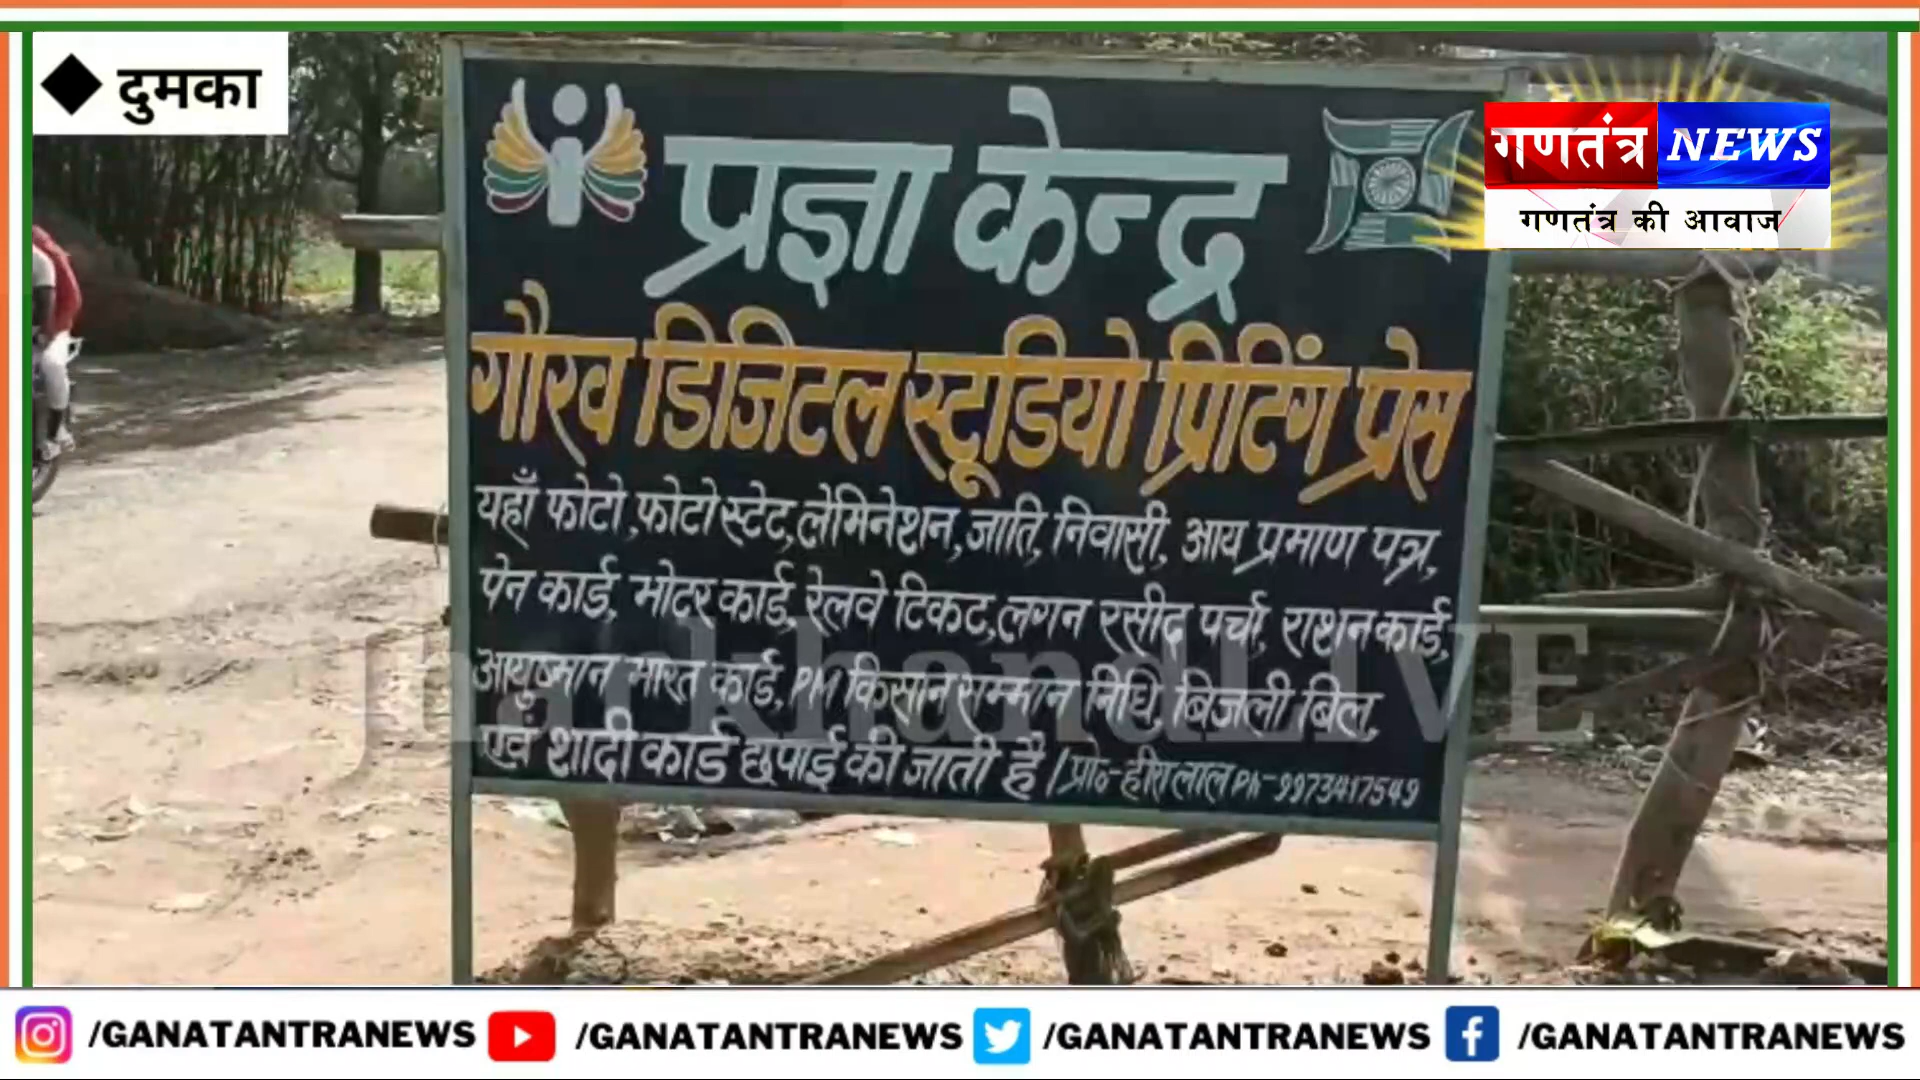 दुमका
गणतंत्र NEWS
गणतंत्र की आवाज
प्रज्ञा केन्द्र
गौरव डिजिटल स्टूडियो प्रिटिंग प्रेस
यहाँ फोटो, फोटो स्टेट, लेमिनेशन, जाति, निवासी, आय प्रमाण पत्र,
पेन कार्ड, मोटर कार्ड, रेलवे टिकट, लगान रसीद पर्चा, राशन कार्ड,
आयुष्मान भारत कार्ड, PM किसान सम्मान निधि, बिजली बिल,
एवं शादी कार्ड छपाई की जाती है / प्रो०-हीरालाल Ph-9973417549
JharkhandLIVE
/GANATANTRANEWS /GANATANTRANEWS /GANATANTRANEWS /GANATANTRANEWS